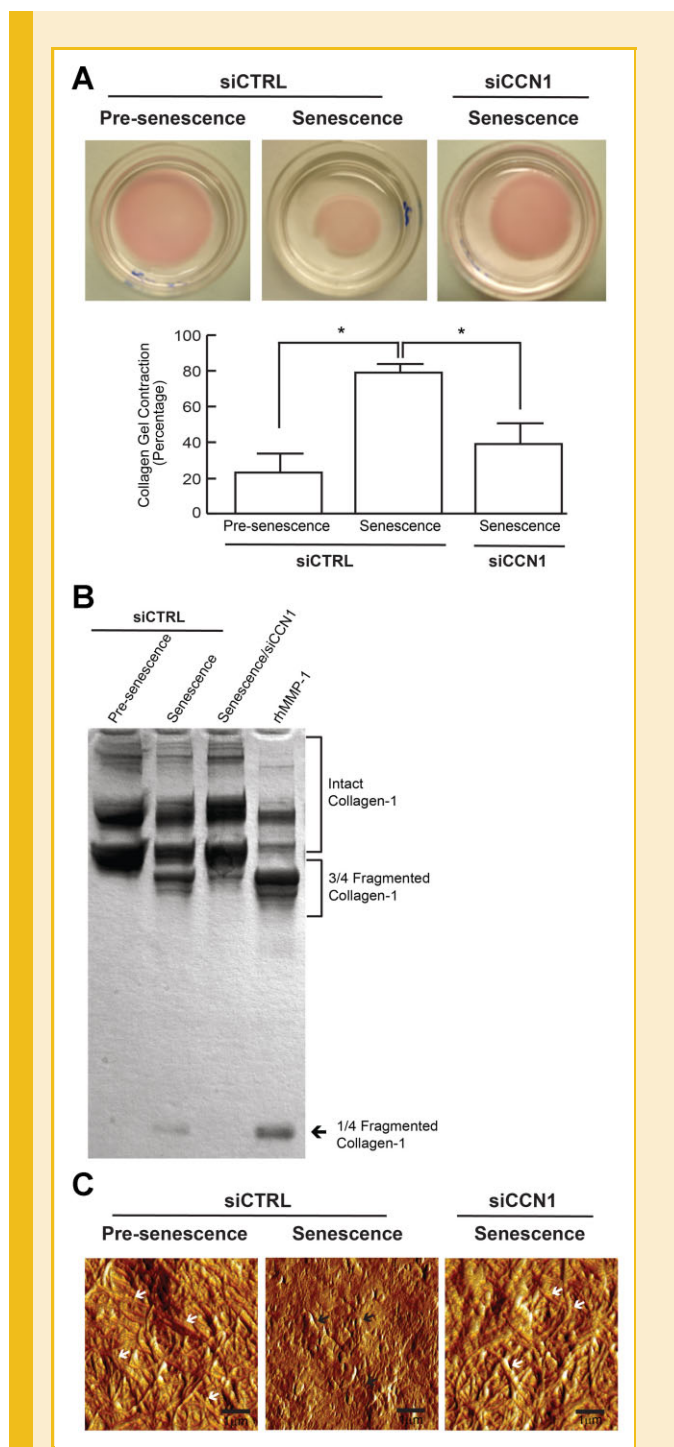 A
siCTRL siCCN1
Pre-senescence Senescence Senescence
* *
100
80
60
40
20
0
Collagen Gel Contraction
(Percentage)
Pre-senescence Senescence Senescence
siCTRL siCCN1
B
siCTRL
Pre-senescence
Senescence
Senescence/siCCN1
rhMMP-1
Intact
Collagen-1
3/4 Fragmented
Collagen-1
1/4 Fragmented
Collagen-1
C
siCTRL siCCN1
Pre-senescence Senescence Senescence
1μm 1μm 1μm